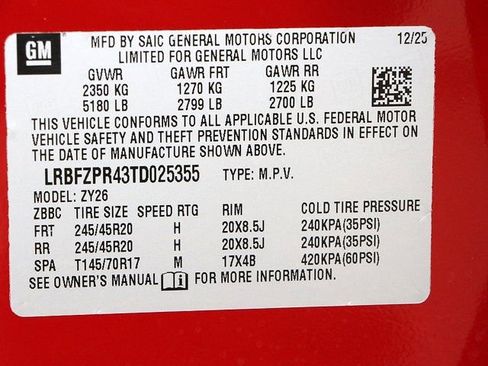 GM
MFD BY SAIC GENERAL MOTORS CORPORATION 12/25
LIMITED FOR GENERAL MOTORS LLC
GVWR GAWR FRT GAWR RR
2350 KG 1270 KG 1225 KG
5180 LB 2799 LB 2700 LB
THIS VEHICLE CONFORMS TO ALL APPLICABLE U.S. FEDERAL MOTOR
VEHICLE SAFETY AND THEFT PREVENTION STANDARDS IN EFFECT ON
THE DATE OF MANUFACTURE SHOWN ABOVE.
LRBFZPR43TD025355 TYPE: M.P.V.
MODEL: ZY26
ZBBC TIRE SIZE SPEED RTG RIM COLD TIRE PRESSURE
FRT 245/45R20 H 20X8.5J 240KPA(35PSI)
RR 245/45R20 H 20X8.5J 240KPA(35PSI)
SPA T145/70R17 M 17X4B 420KPA(60PSI)
SEE OWNER'S MANUAL FOR MORE INFORMATION.